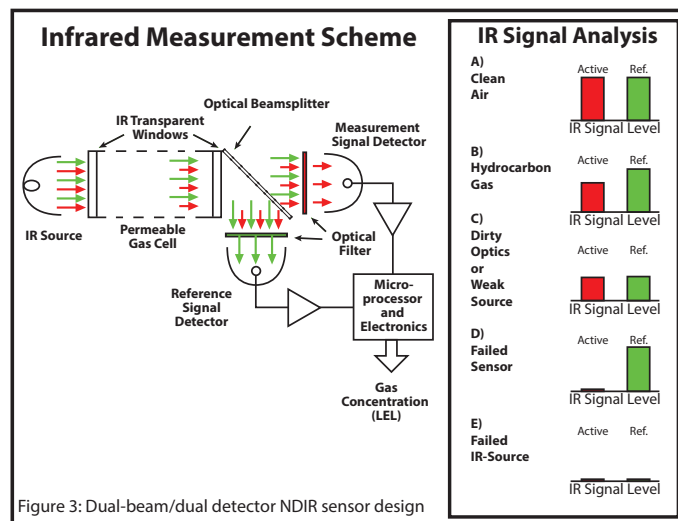 Infrared Measurement Scheme
Optical Beamsplitter
IR Transparent
Windows
Measurement
Signal Detector
IR Source
Permeable
Gas Cell
Optical
Filter
Reference
Signal
Detector
Micro-
processor
and
Electronics
Gas
Concentration
(LEL)
Figure 3: Dual-beam/dual detector NDIR sensor design
IR Signal Analysis
A)
Clean
Air
Active Ref.
IR Signal Level
B)
Hydrocarbon
Gas
Active Ref.
IR Signal Level
C)
Dirty
Optics
or
Weak
Source
Active Ref.
IR Signal Level
D)
Failed
Sensor
Active Ref.
IR Signal Level
E)
Failed
IR-Source
Active Ref.
IR Signal Level